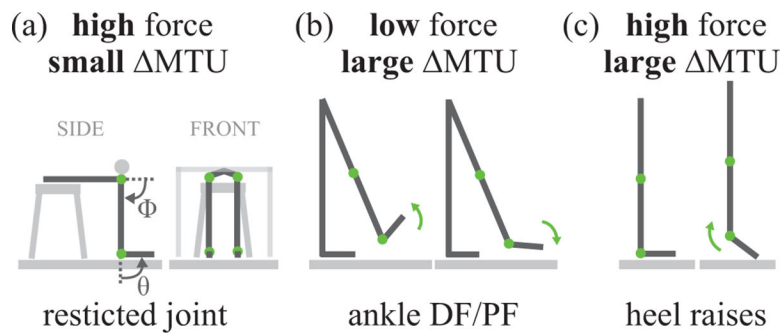 (a) high force
small ΔMTU
(b) low force
large ΔMTU
(c) high force
large ΔMTU
SIDE
FRONT
Φ
θ
resticted joint
ankle DF/PF
heel raises